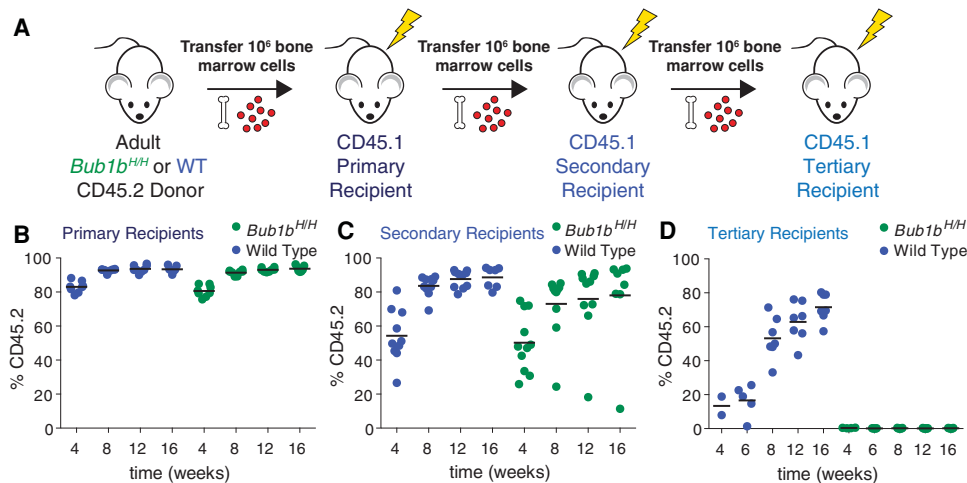 A
Transfer 10⁶ bone
marrow cells
Transfer 10⁶ bone
marrow cells
Transfer 10⁶ bone
marrow cells
Adult
Bub1bᴴ/ᴴ or WT
CD45.2 Donor
CD45.1
Primary
Recipient
CD45.1
Secondary
Recipient
CD45.1
Tertiary
Recipient
B
Primary Recipients
Bub1bᴴ/ᴴ
Wild Type
% CD45.2
100
80
60
40
20
0
4 8 12 16 4 8 12 16
time (weeks)
C
Secondary Recipients
Bub1bᴴ/ᴴ
Wild Type
% CD45.2
100
80
60
40
20
0
4 8 12 16 4 8 12 16
time (weeks)
D
Tertiary Recipients
Bub1bᴴ/ᴴ
Wild Type
% CD45.2
100
80
60
40
20
0
4 6 8 12 16 4 6 8 12 16
time (weeks)